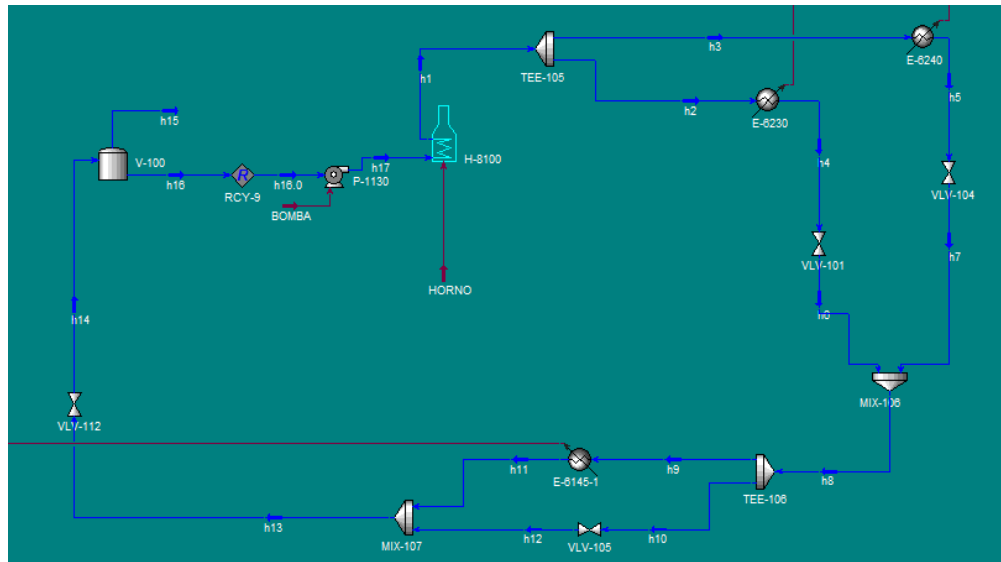 h3
E-6240
h1
TEE-105
h5
h2
E-6230
h15
V-100
h16
RCY-9
h16.0
P-1130
h17
H-8100
BOMBA
h4
VLV-104
VLV-101
h7
HORNO
h6
h14
MIX-106
VLV-112
h11
E-6145-1
h9
TEE-106
h8
h13
MIX-107
h12
VLV-105
h10
R